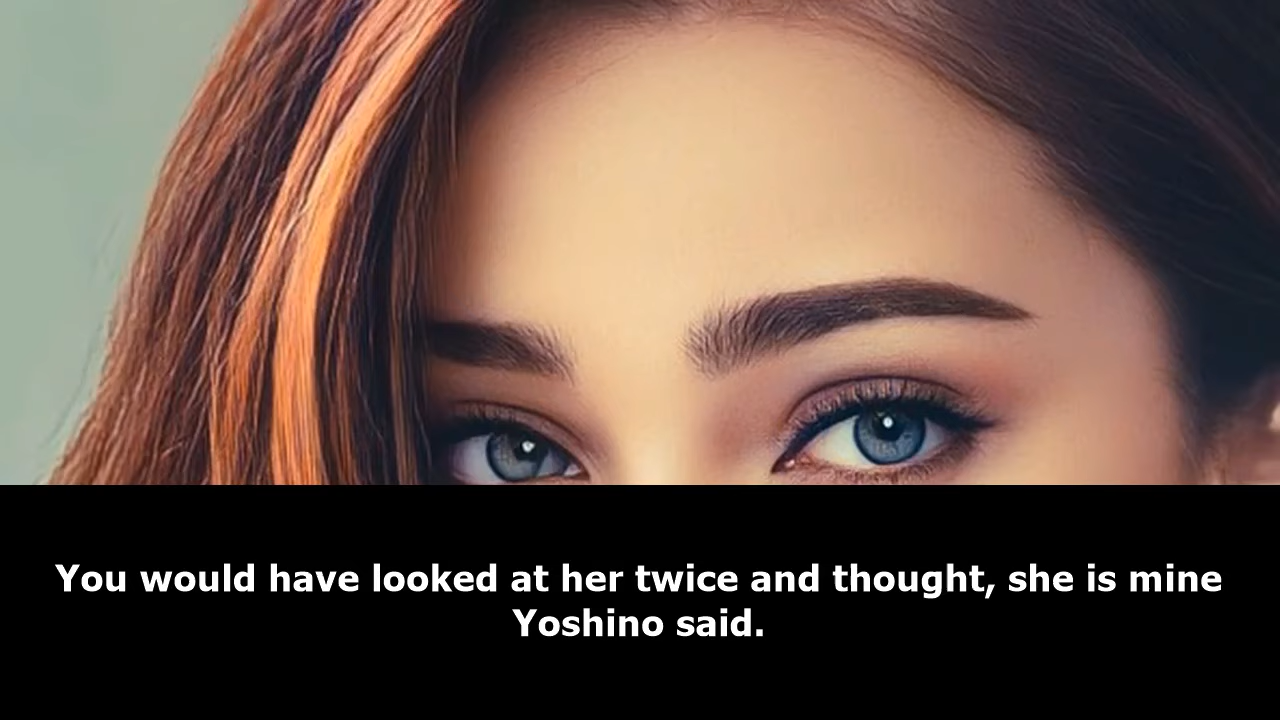 You would have looked at her twice and thought, she is mine
Yoshino said.